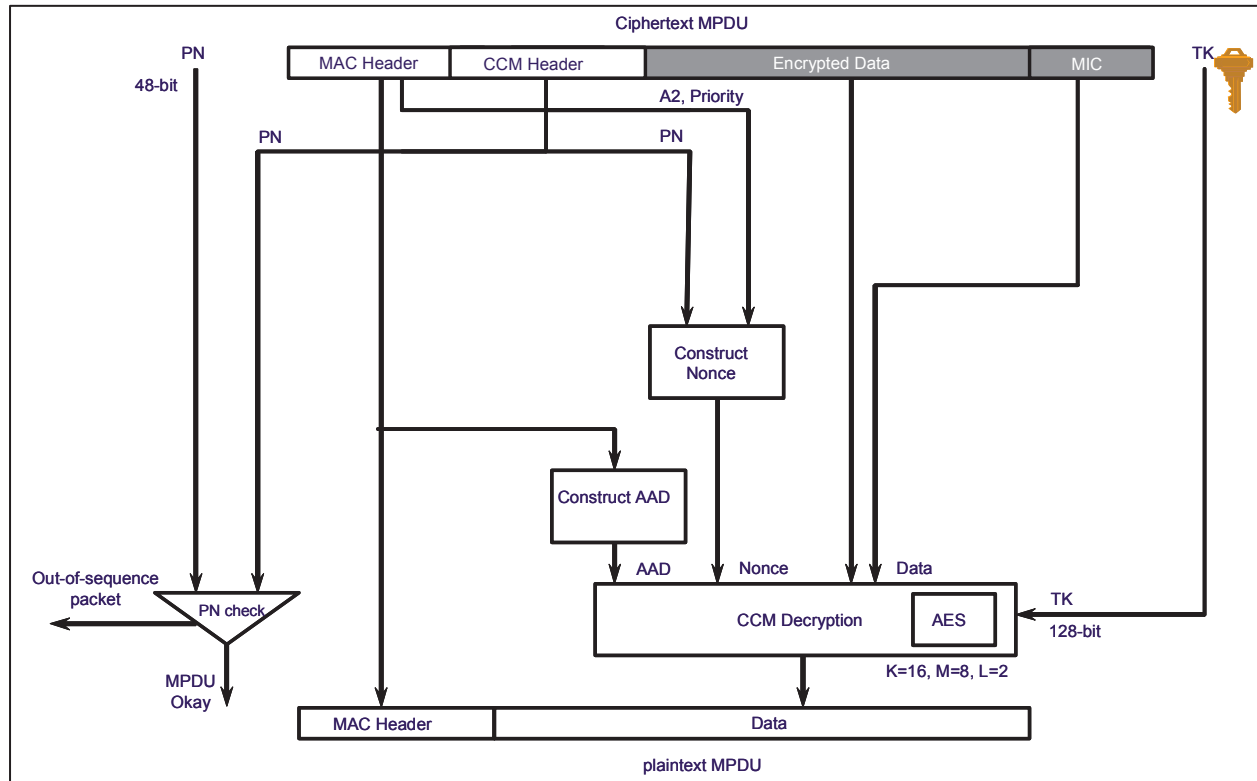 Ciphertext MPDU
PN
MAC Header
CCM Header
Encrypted Data
MIC
TK
48-bit
A2, Priority
PN
PN
Construct
Nonce
Construct AAD
Out-of-sequence
packet
PN check
AAD
Nonce
Data
CCM Decryption
AES
TK
128-bit
K=16, M=8, L=2
MPDU
Okay
MAC Header
Data
plaintext MPDU